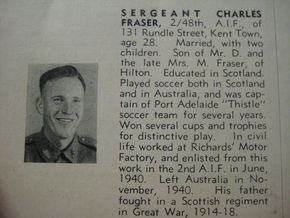 SERGEANT CHARLES
FRASER, 2/48th, A.I.F., of
131 Rundle Street, Kent Town,
age 28. Married, with two
children. Son of Mr. D. and
the late Mrs. M. Fraser, of
Hilton. Educated in Scotland.
Played soccer both in Scotland
and in Australia, and was cap-
tain of Port Adelaide "Thistle"
soccer team for several years.
Won several cups and trophies
for distinctive play. In civil
life worked at Richards' Motor
Factory, and enlisted from this
work in the 2nd A.I.F. in June,
1940. Left Australia in No-
vember, 1940. His father
fought in a Scottish regiment
in Great War, 1914-18.